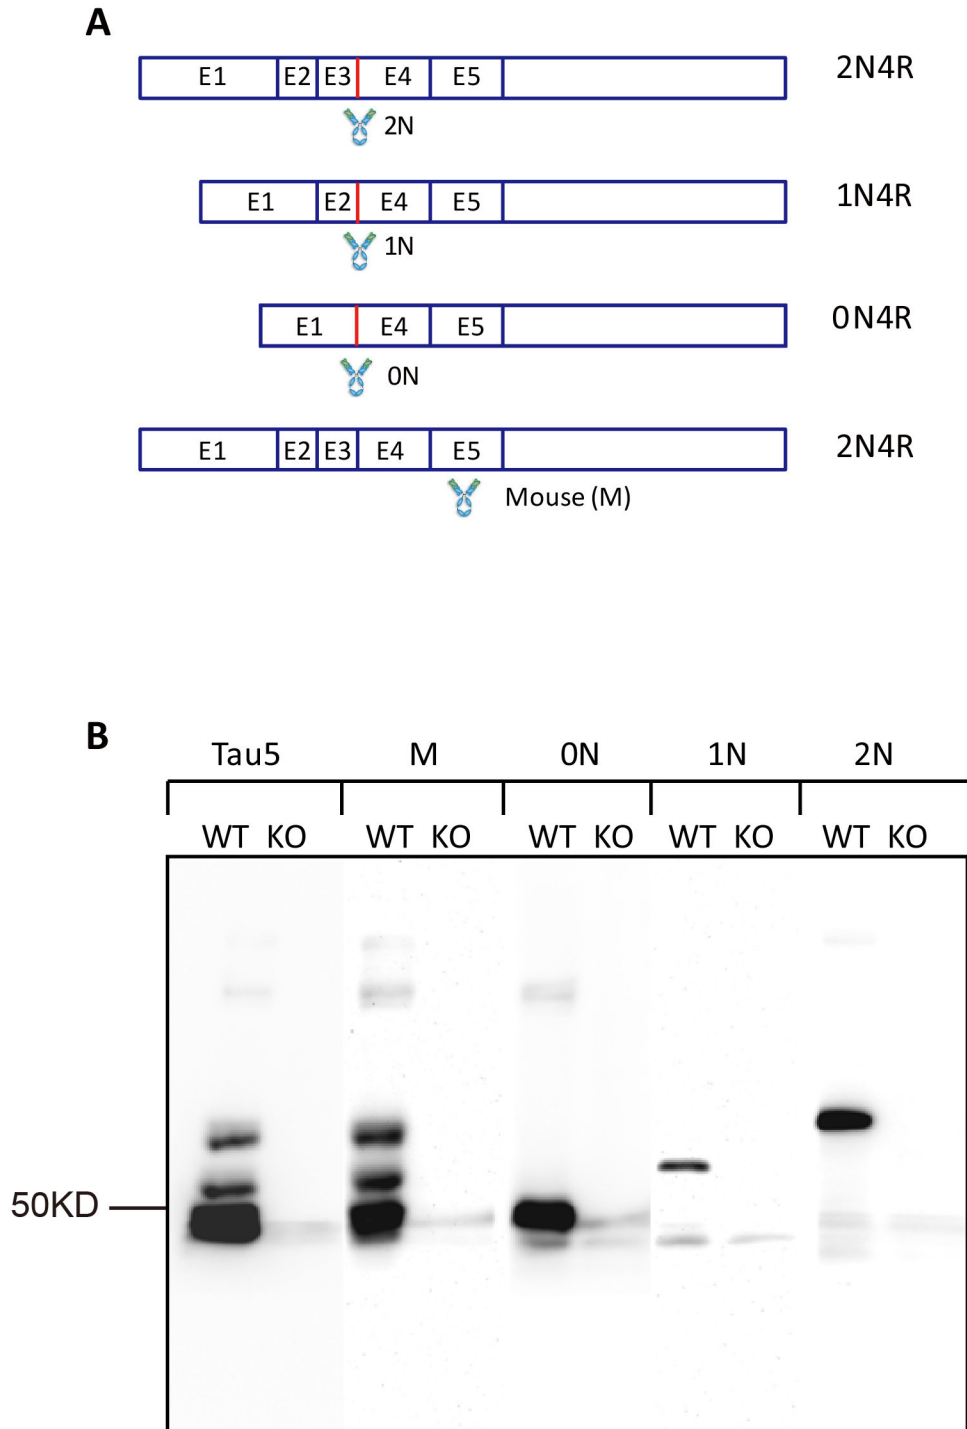 A
E1 E2 E3 E4 E5 2N4R
2N
E1 E2 E4 E5 1N4R
1N
E1 E4 E5 0N4R
0N
E1 E2 E3 E4 E5 2N4R
Mouse (M)
B
Tau5 M 0N 1N 2N
WT KO WT KO WT KO WT KO WT KO
50KD